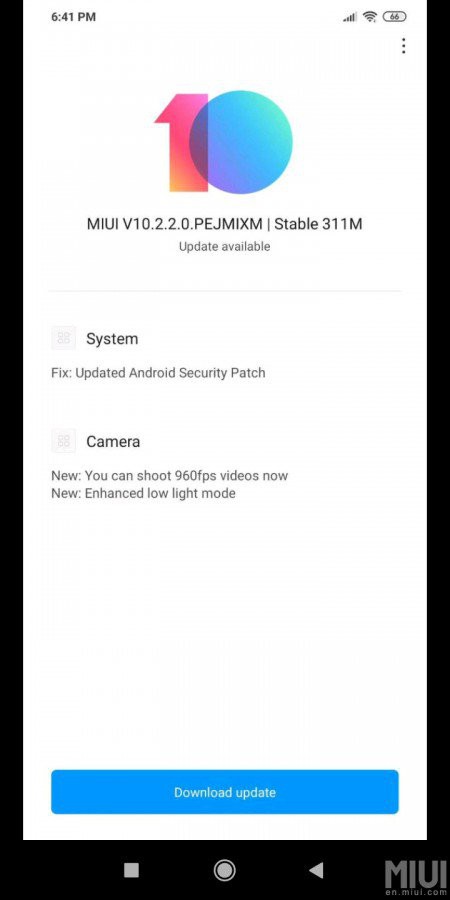 6:41 PM
66
10
MIUI V10.2.2.0.PEJMIXM | Stable 311M
Update available
System
Fix: Updated Android Security Patch
Camera
New: You can shoot 960fps videos now
New: Enhanced low light mode
Download update
MIUI
en.miui.com